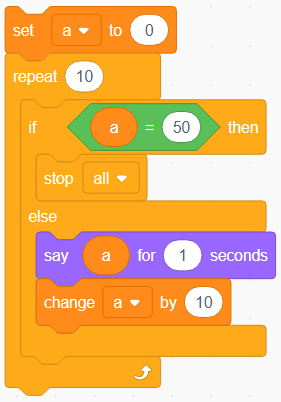 set a to 0
repeat 10
if a = 50 then
stop all
else
say a for 1 seconds
change a by 10